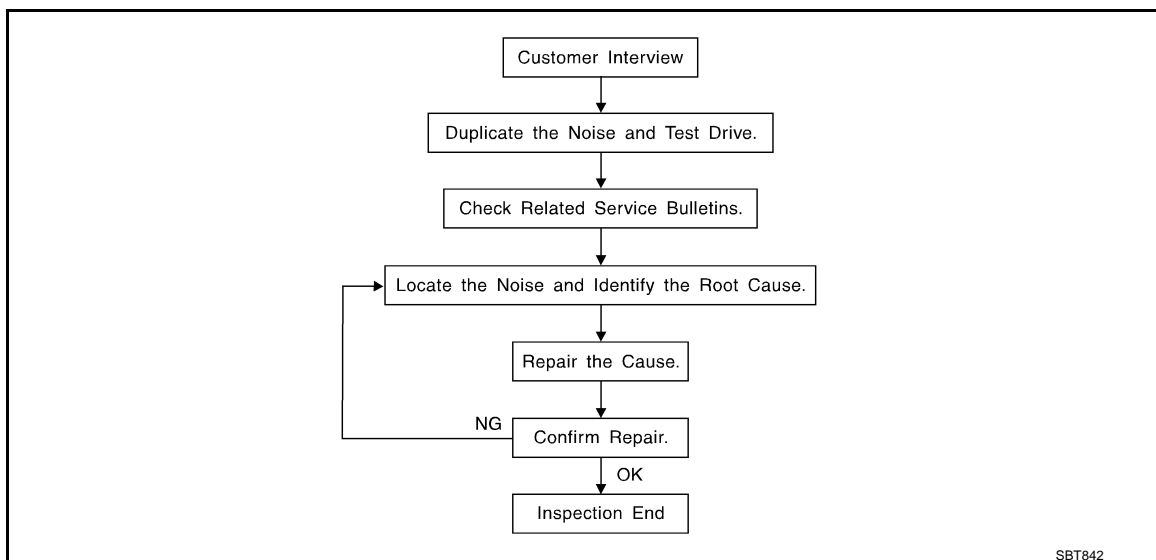 Customer Interview
Duplicate the Noise and Test Drive.
Check Related Service Bulletins.
Locate the Noise and Identify the Root Cause.
Repair the Cause.
NG
Confirm Repair.
OK
Inspection End
SBT842